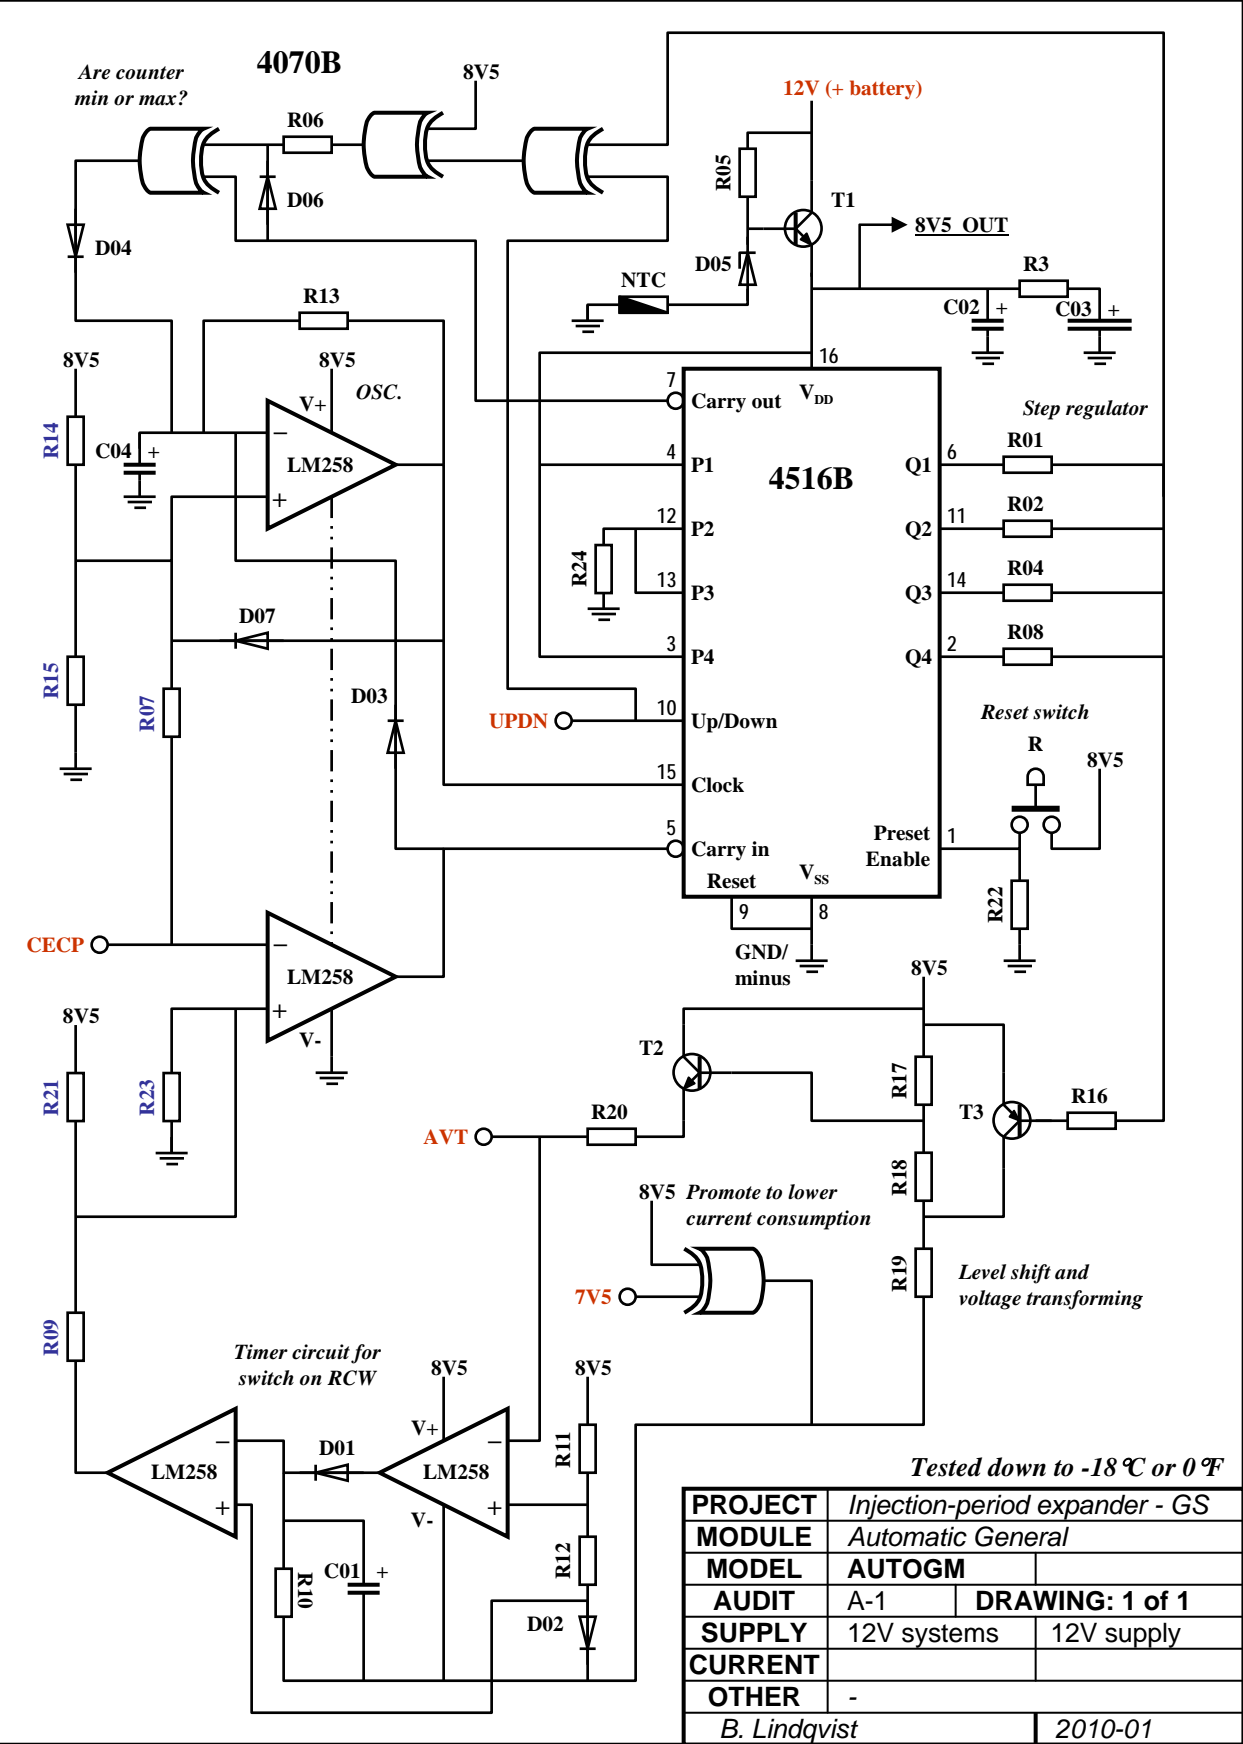 4070B
Are counter
min or max?
8V5
12V (+ battery)
R06
R05
D06
T1
D04
8V5 OUT
D05
NTC
R3
R13
C02 +
C03 +
8V5
8V5
OSC.
16
7
Carry out
VDD
Step regulator
V+
R14
C04 +
−
LM258
+
4
P1
4516B
Q1
6
R01
12
P2
Q2
11
R02
R24
13
P3
Q3
14
R04
D07
3
P4
Q4
2
R08
R15
R07
D03
UPDN
10
Up/Down
Reset switch
R
8V5
15
Clock
5
Carry in
Preset
Enable
1
Reset
VSS
9
8
R22
GND/
minus
CECP
−
LM258
+
V-
8V5
8V5
R21
R23
T2
R17
T3
R16
R20
AVT
R18
8V5
Promote to lower
current consumption
R19
7V5
Level shift and
voltage transforming
R09
Timer circuit for
switch on RCW
8V5
8V5
V+
−
LM258
+
D01
−
LM258
+
V-
R11
R12
R10
C01 +
D02
Tested down to -18°C or 0°F
PROJECT Injection-period expander - GS
MODULE Automatic General
MODEL AUTOGM
AUDIT A-1 DRAWING: 1 of 1
SUPPLY 12V systems 12V supply
CURRENT
OTHER -
B. Lindqvist 2010-01